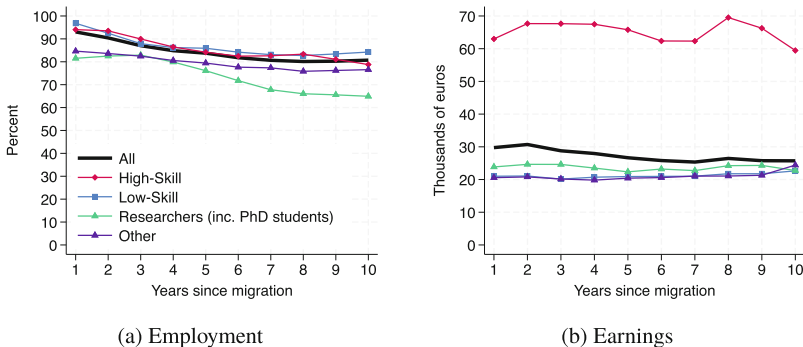 100
90
80
70
60
50
40
30
20
10
0
Percent
All
High-Skill
Low-Skill
Researchers (inc. PhD students)
Other
1 2 3 4 5 6 7 8 9 10
Years since migration
(a) Employment
70
60
50
40
30
20
10
0
Thousands of euros
1 2 3 4 5 6 7 8 9 10
Years since migration
(b) Earnings